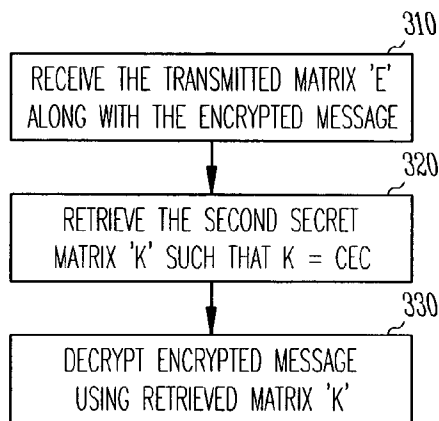 310
RECEIVE THE TRANSMITTED MATRIX 'E'
ALONG WITH THE ENCRYPTED MESSAGE
320
RETRIEVE THE SECOND SECRET
MATRIX 'K' SUCH THAT K = CEC
330
DECRYPT ENCRYPTED MESSAGE
USING RETRIEVED MATRIX 'K'